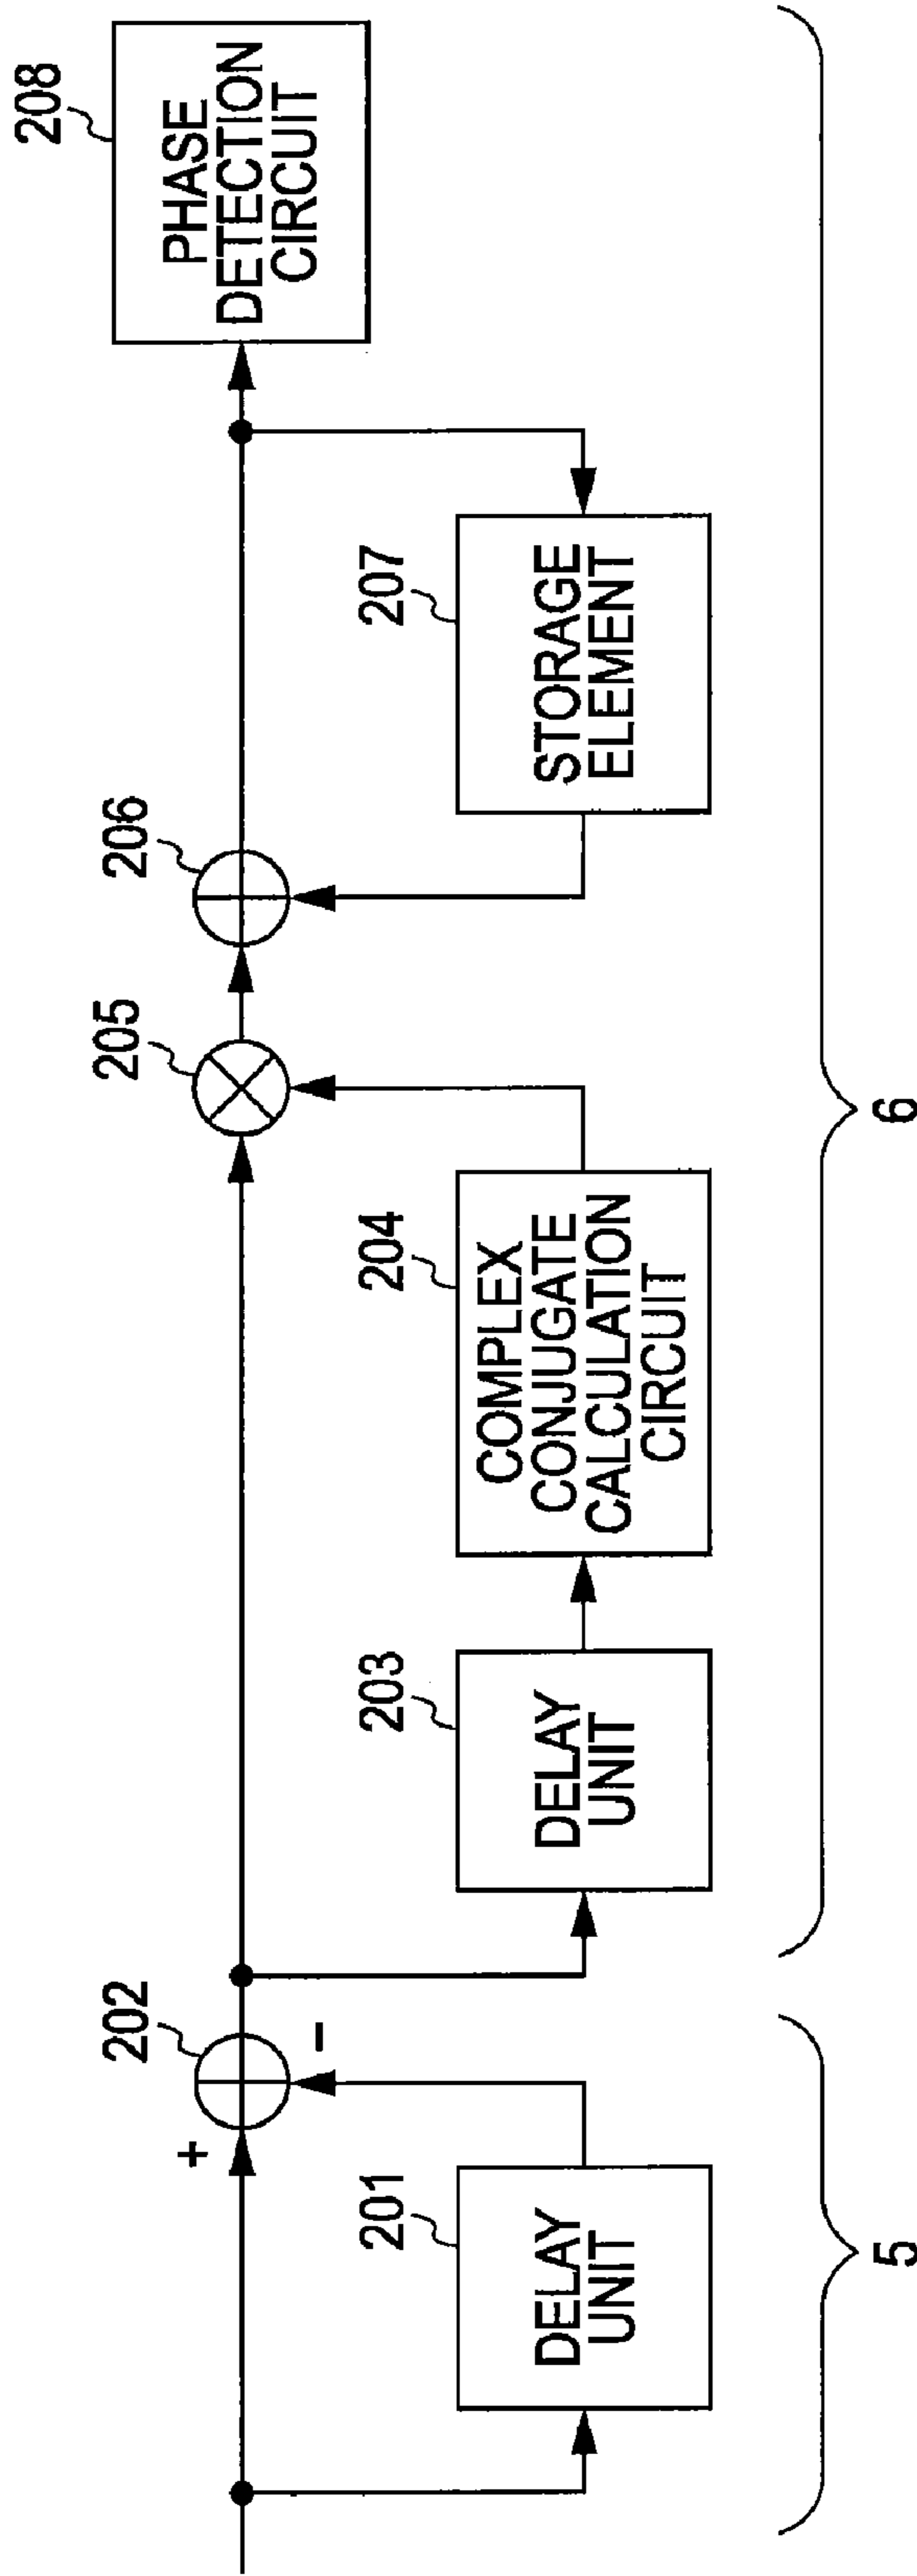 208
PHASE
DETECTION
CIRCUIT
206
207
STORAGE
ELEMENT
205
204
COMPLEX
CONJUGATE
CALCULATION
CIRCUIT
203
DELAY
UNIT
202
+
−
201
DELAY
UNIT
5
6